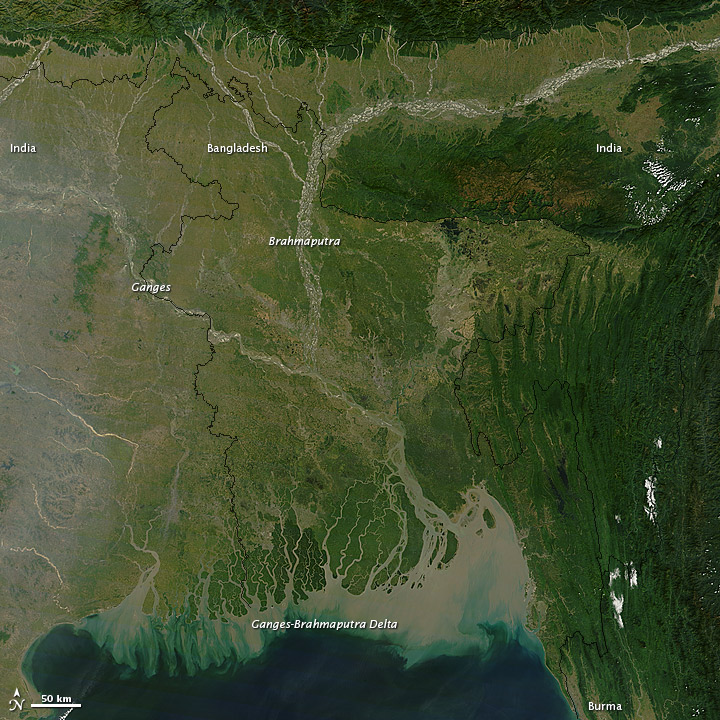 India
Bangladesh
India
Brahmaputra
Ganges
Ganges-Brahmaputra Delta
N
50 km
Burma